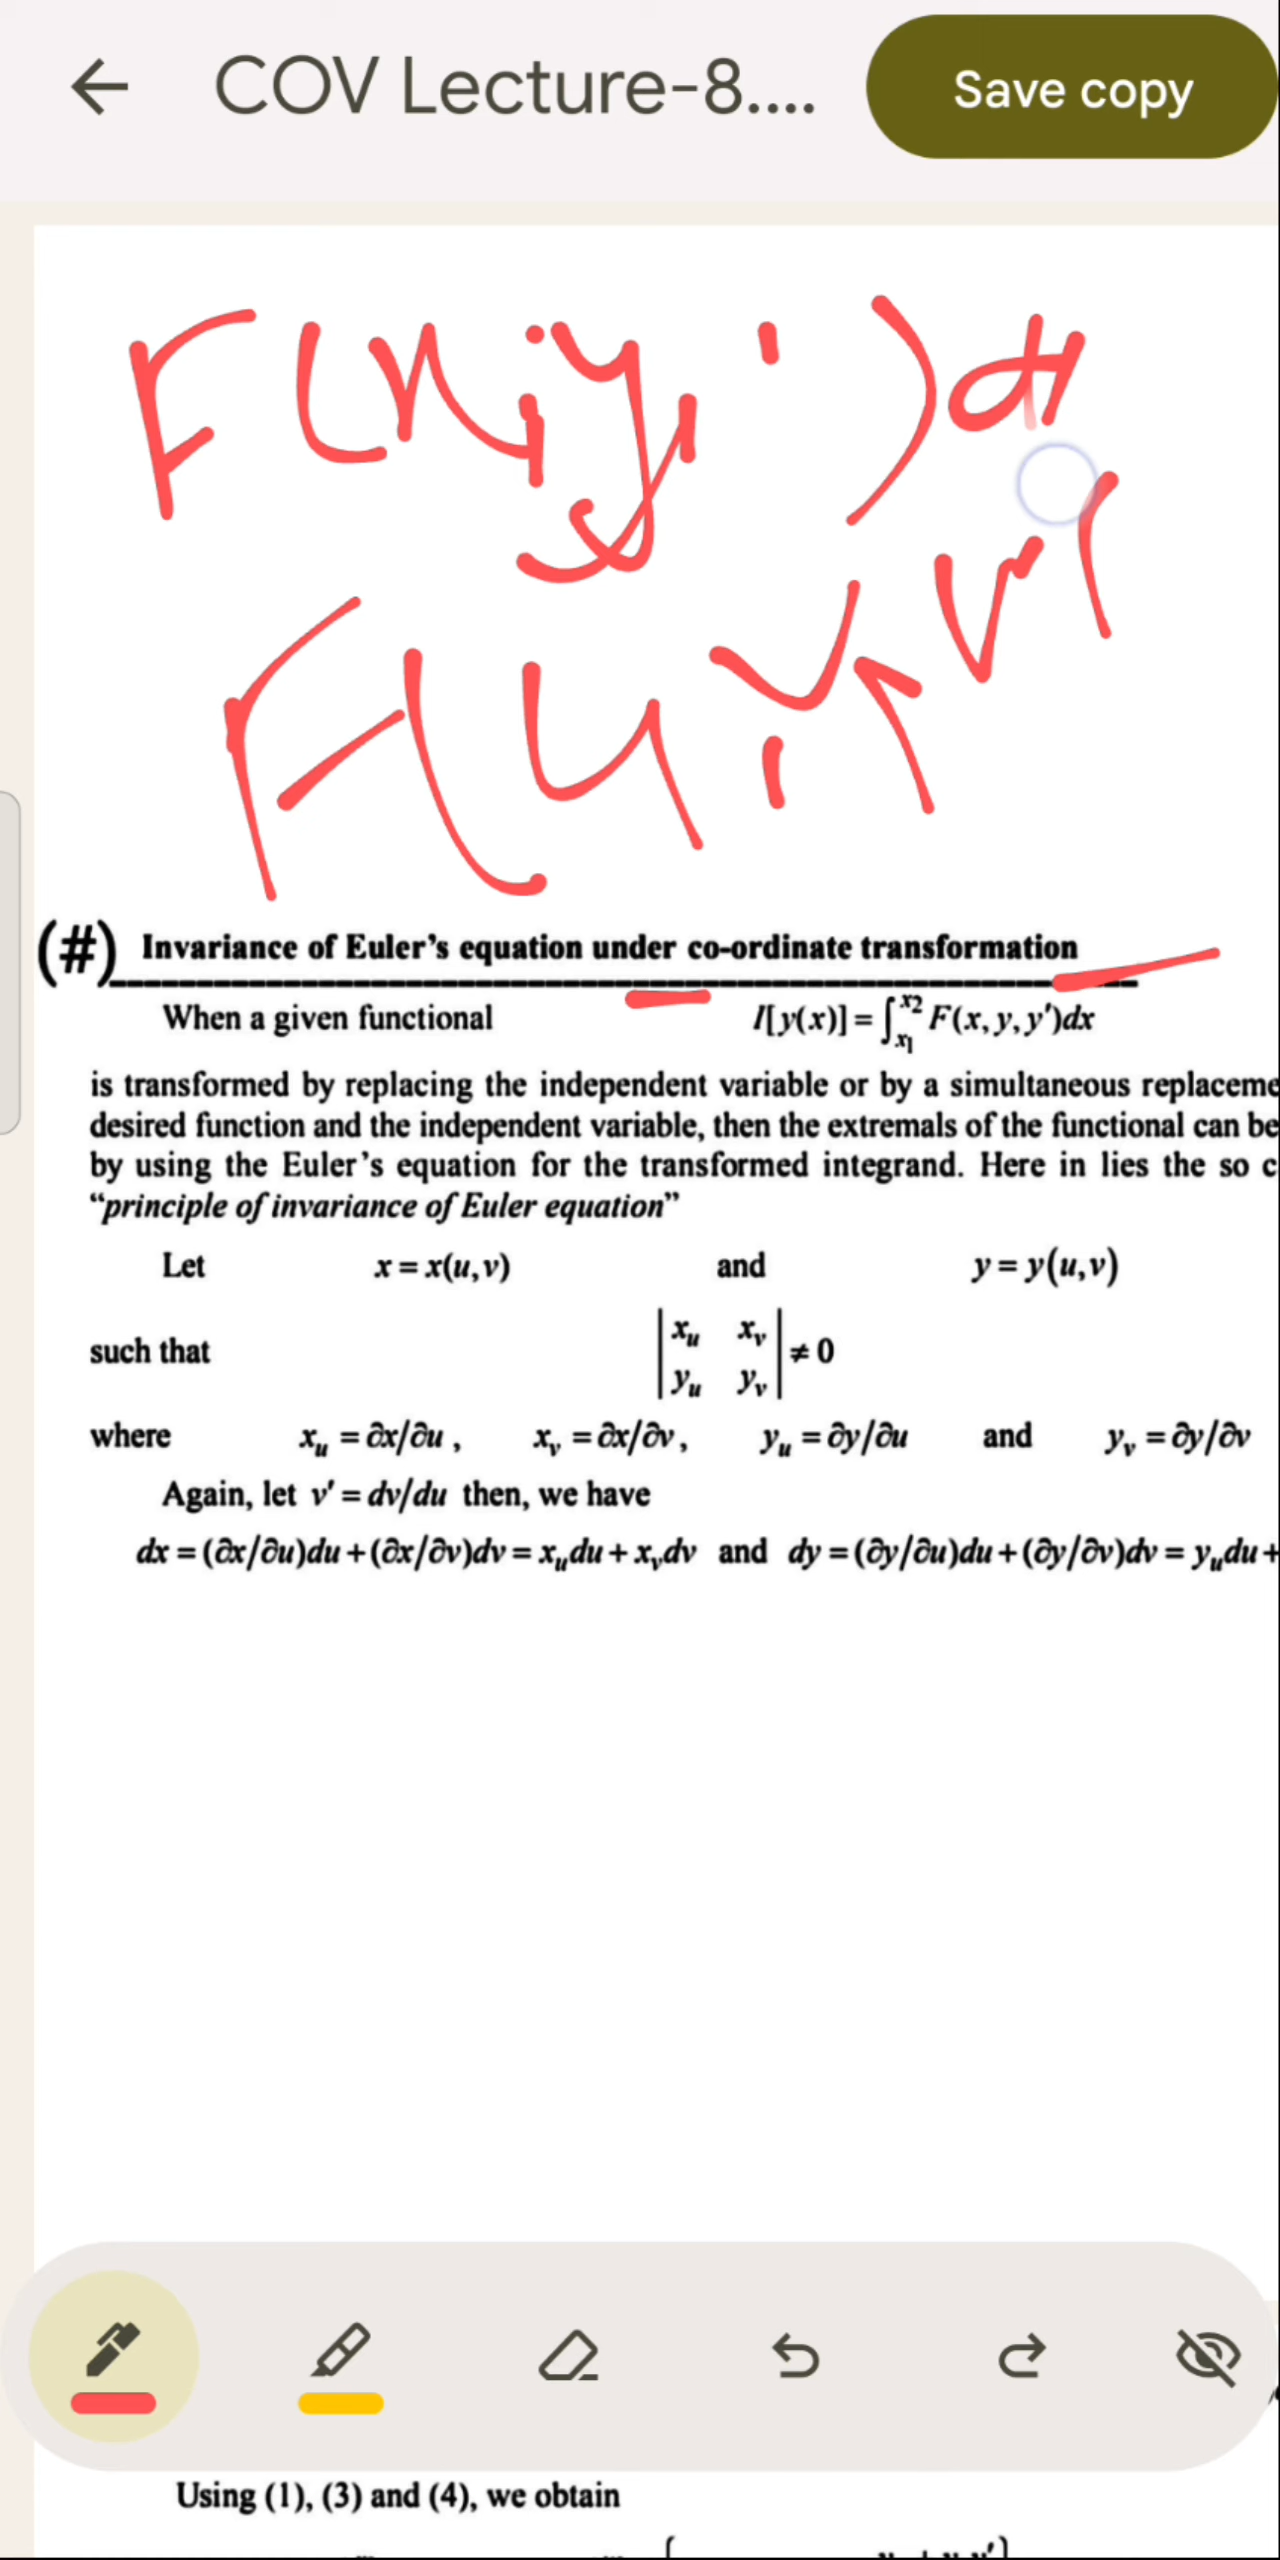 COV Lecture-8....
Save copy
F(x,y,y')dx
F(u,v,v'
(#) Invariance of Euler's equation under co-ordinate transformation
When a given functional I[y(x)] = ∫_{x₁}^{x₂} F(x, y, y')dx
is transformed by replacing the independent variable or by a simultaneous
desired function and the independent variable, then the extremals of the functional can be
by using the Euler's equation for the transformed integrand. Here in lies the so
“principle of invariance of Euler equation”
Let x = x(u,v) and y = y(u,v)
such that | x_u x_v |
| y_u y_v | ≠ 0
where x_u = ∂x/∂u , x_v = ∂x/∂v , y_u = ∂y/∂u and y_v = ∂y/∂v
Again, let v' = dv/du then, we have
dx = (∂x/∂u)du + (∂x/∂v)dv = x_u du + x_v dv and dy = (∂y/∂u)du + (∂y/∂v)dv = y_u du +
Using (1), (3) and (4), we obtain